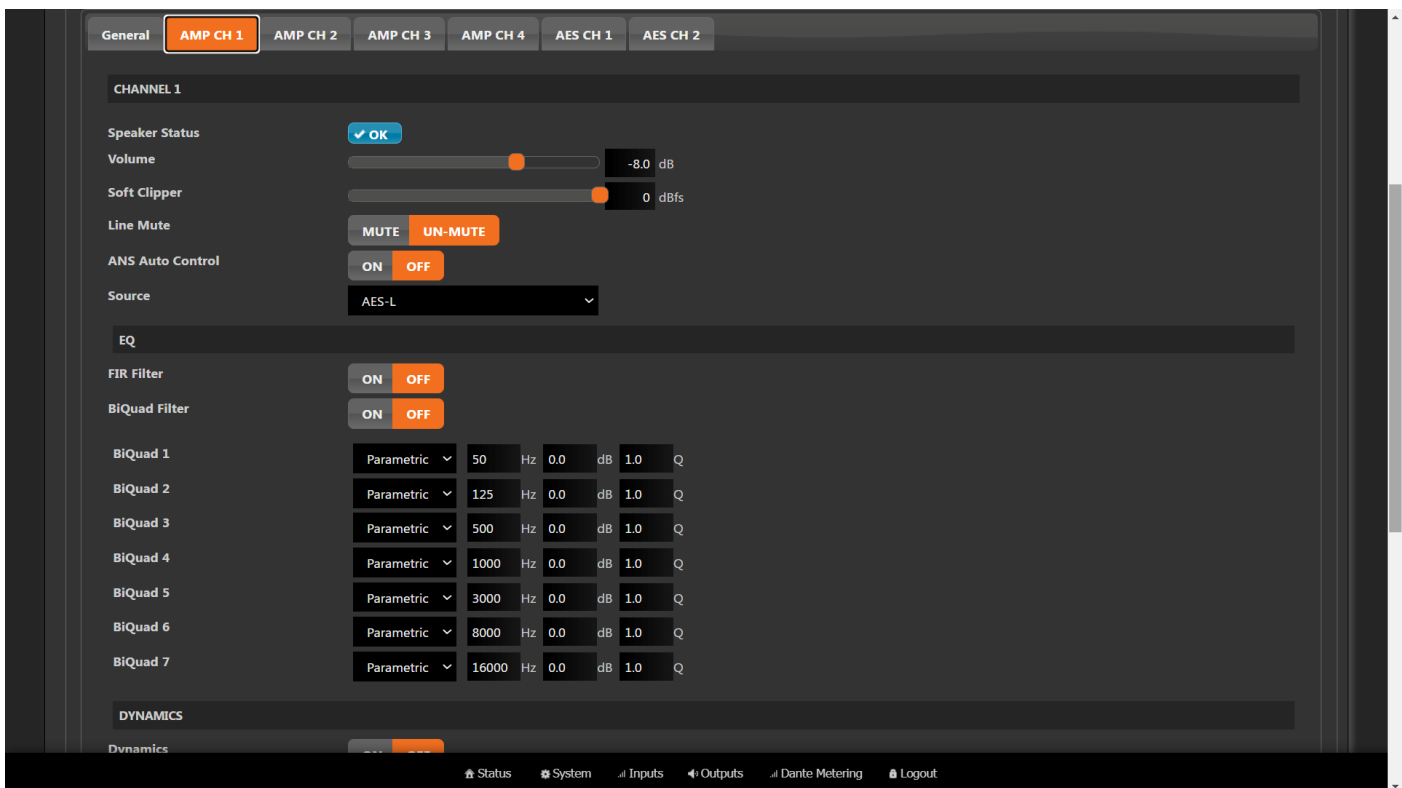 General AMP CH 1 AMP CH 2 AMP CH 3 AMP CH 4 AES CH 1 AES CH 2
CHANNEL 1
Speaker Status OK
Volume -8.0 dB
Soft Clipper 0 dBfs
Line Mute MUTE UN-MUTE
ANS Auto Control ON OFF
Source AES-L
EQ
FIR Filter ON OFF
BiQuad Filter ON OFF
BiQuad 1 Parametric 50 Hz 0.0 dB 1.0 Q
BiQuad 2 Parametric 125 Hz 0.0 dB 1.0 Q
BiQuad 3 Parametric 500 Hz 0.0 dB 1.0 Q
BiQuad 4 Parametric 1000 Hz 0.0 dB 1.0 Q
BiQuad 5 Parametric 3000 Hz 0.0 dB 1.0 Q
BiQuad 6 Parametric 8000 Hz 0.0 dB 1.0 Q
BiQuad 7 Parametric 16000 Hz 0.0 dB 1.0 Q
DYNAMICS
Dynamics ON OFF
Status System Inputs Outputs Dante Metering Logout